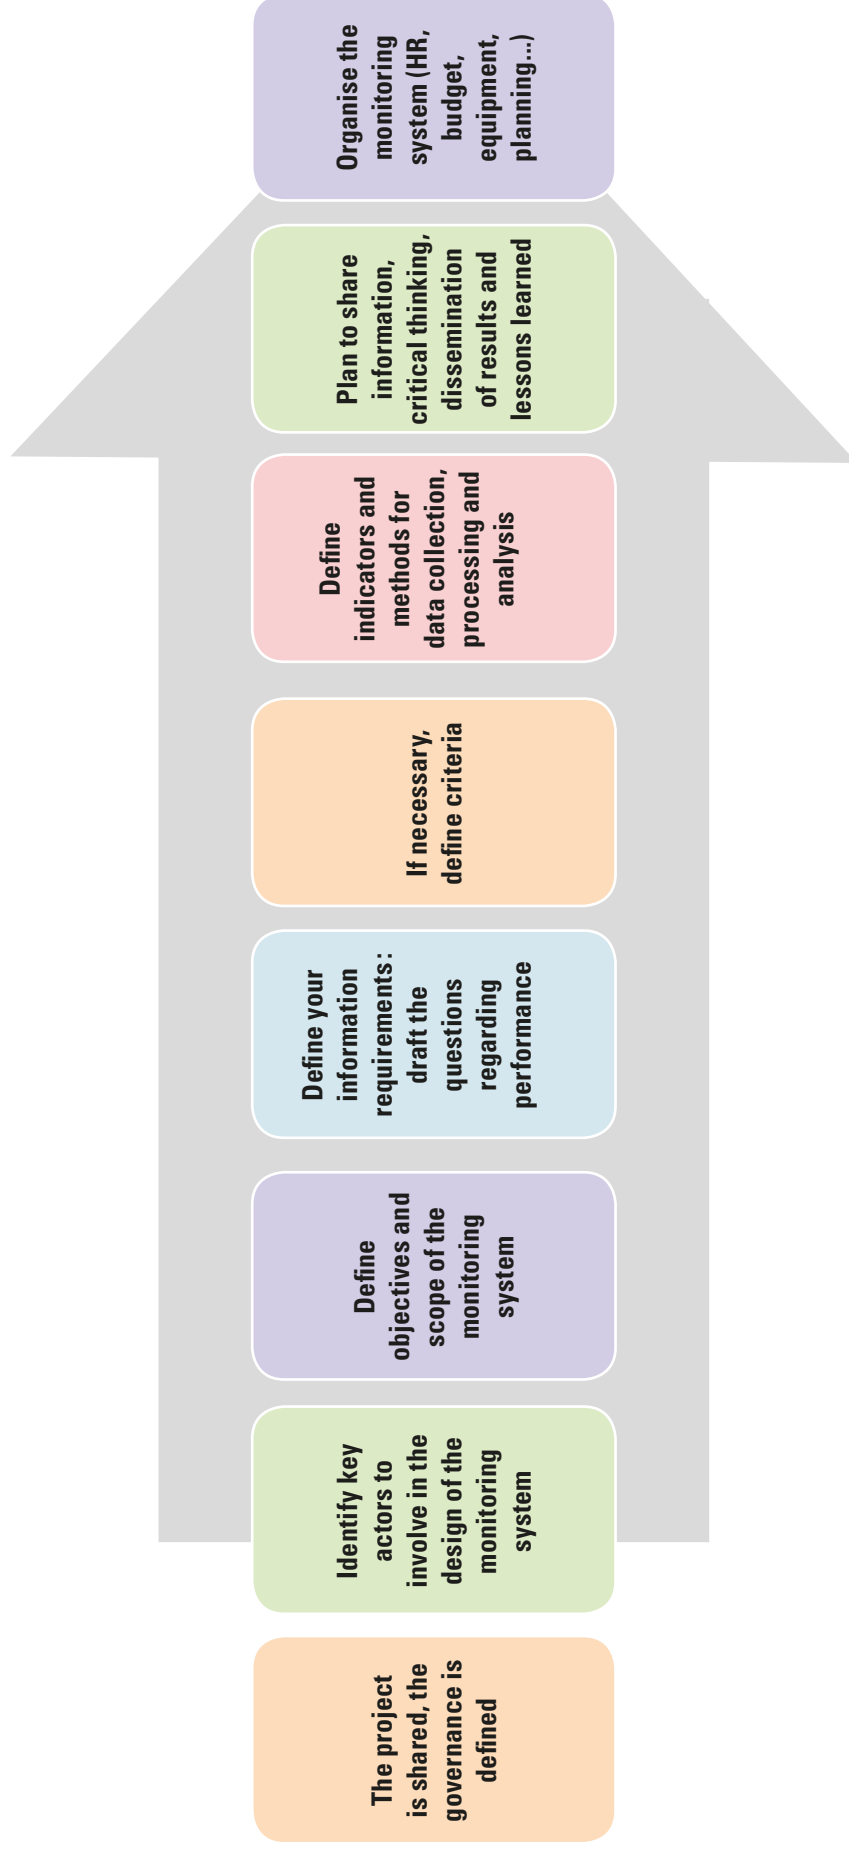 The project
is shared, the
governance is
defined
Identify key
actors to
involve in the
design of the
monitoring
system
Define
objectives and
scope of the
monitoring
system
Define your
information
requirements:
draft the
questions
regarding
performance
If necessary,
define criteria
Define
indicators and
methods for
data collection,
processing and
analysis
Plan to share
information,
critical thinking,
dissemination
of results and
lessons learned
Organise the
monitoring
system (HR,
budget,
equipment,
planning...)